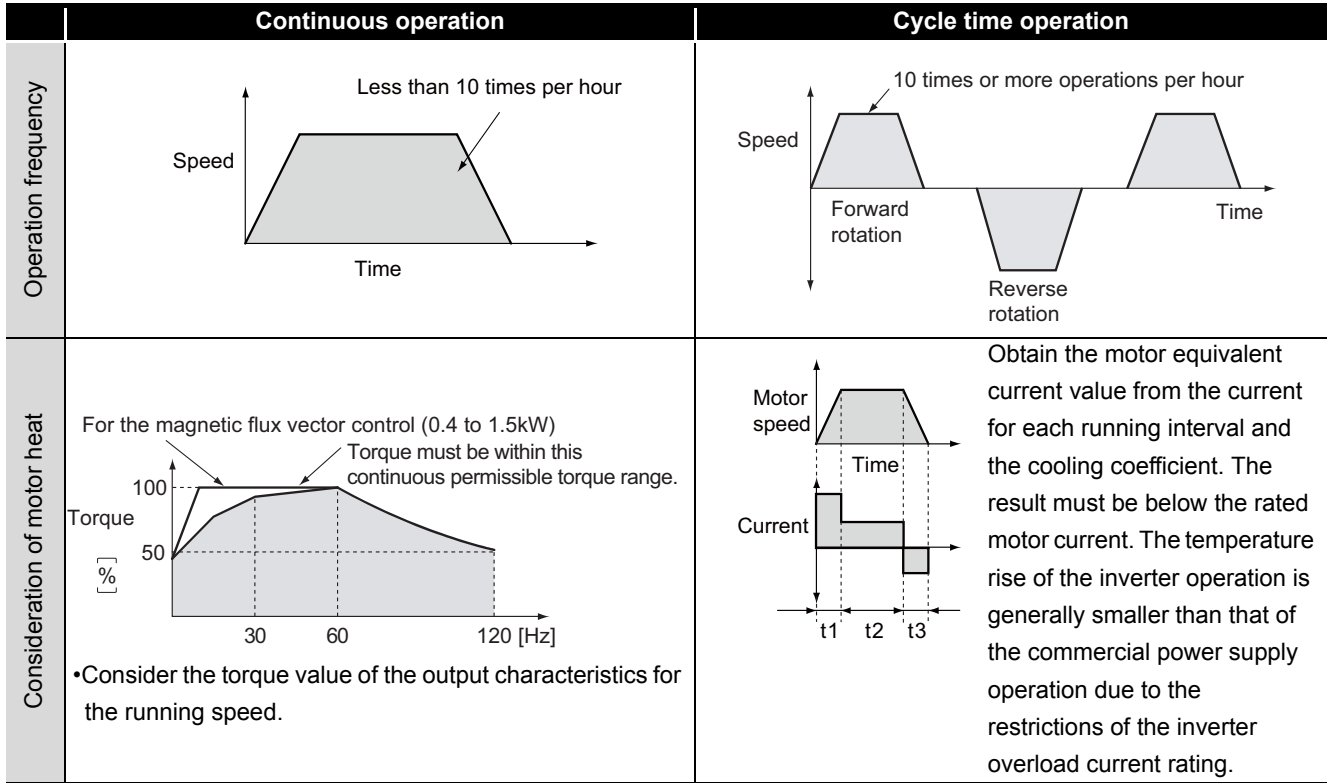 Continuous operation
Cycle time operation
Operation frequency
Less than 10 times per hour
Speed
Time
10 times or more operations per hour
Speed
Forward
rotation
Time
Reverse
rotation
Consideration of motor heat
For the magnetic flux vector control (0.4 to 1.5kW)
Torque must be within this
continuous permissible torque range.
100
Torque
50
[%]
30 60 120 [Hz]
•Consider the torque value of the output characteristics for
the running speed.
Motor
speed
Time
Current
t1 t2 t3
Obtain the motor equivalent
current value from the current
for each running interval and
the cooling coefficient. The
result must be below the rated
motor current. The temperature
rise of the inverter operation is
generally smaller than that of
the commercial power supply
operation due to the
restrictions of the inverter
overload current rating.